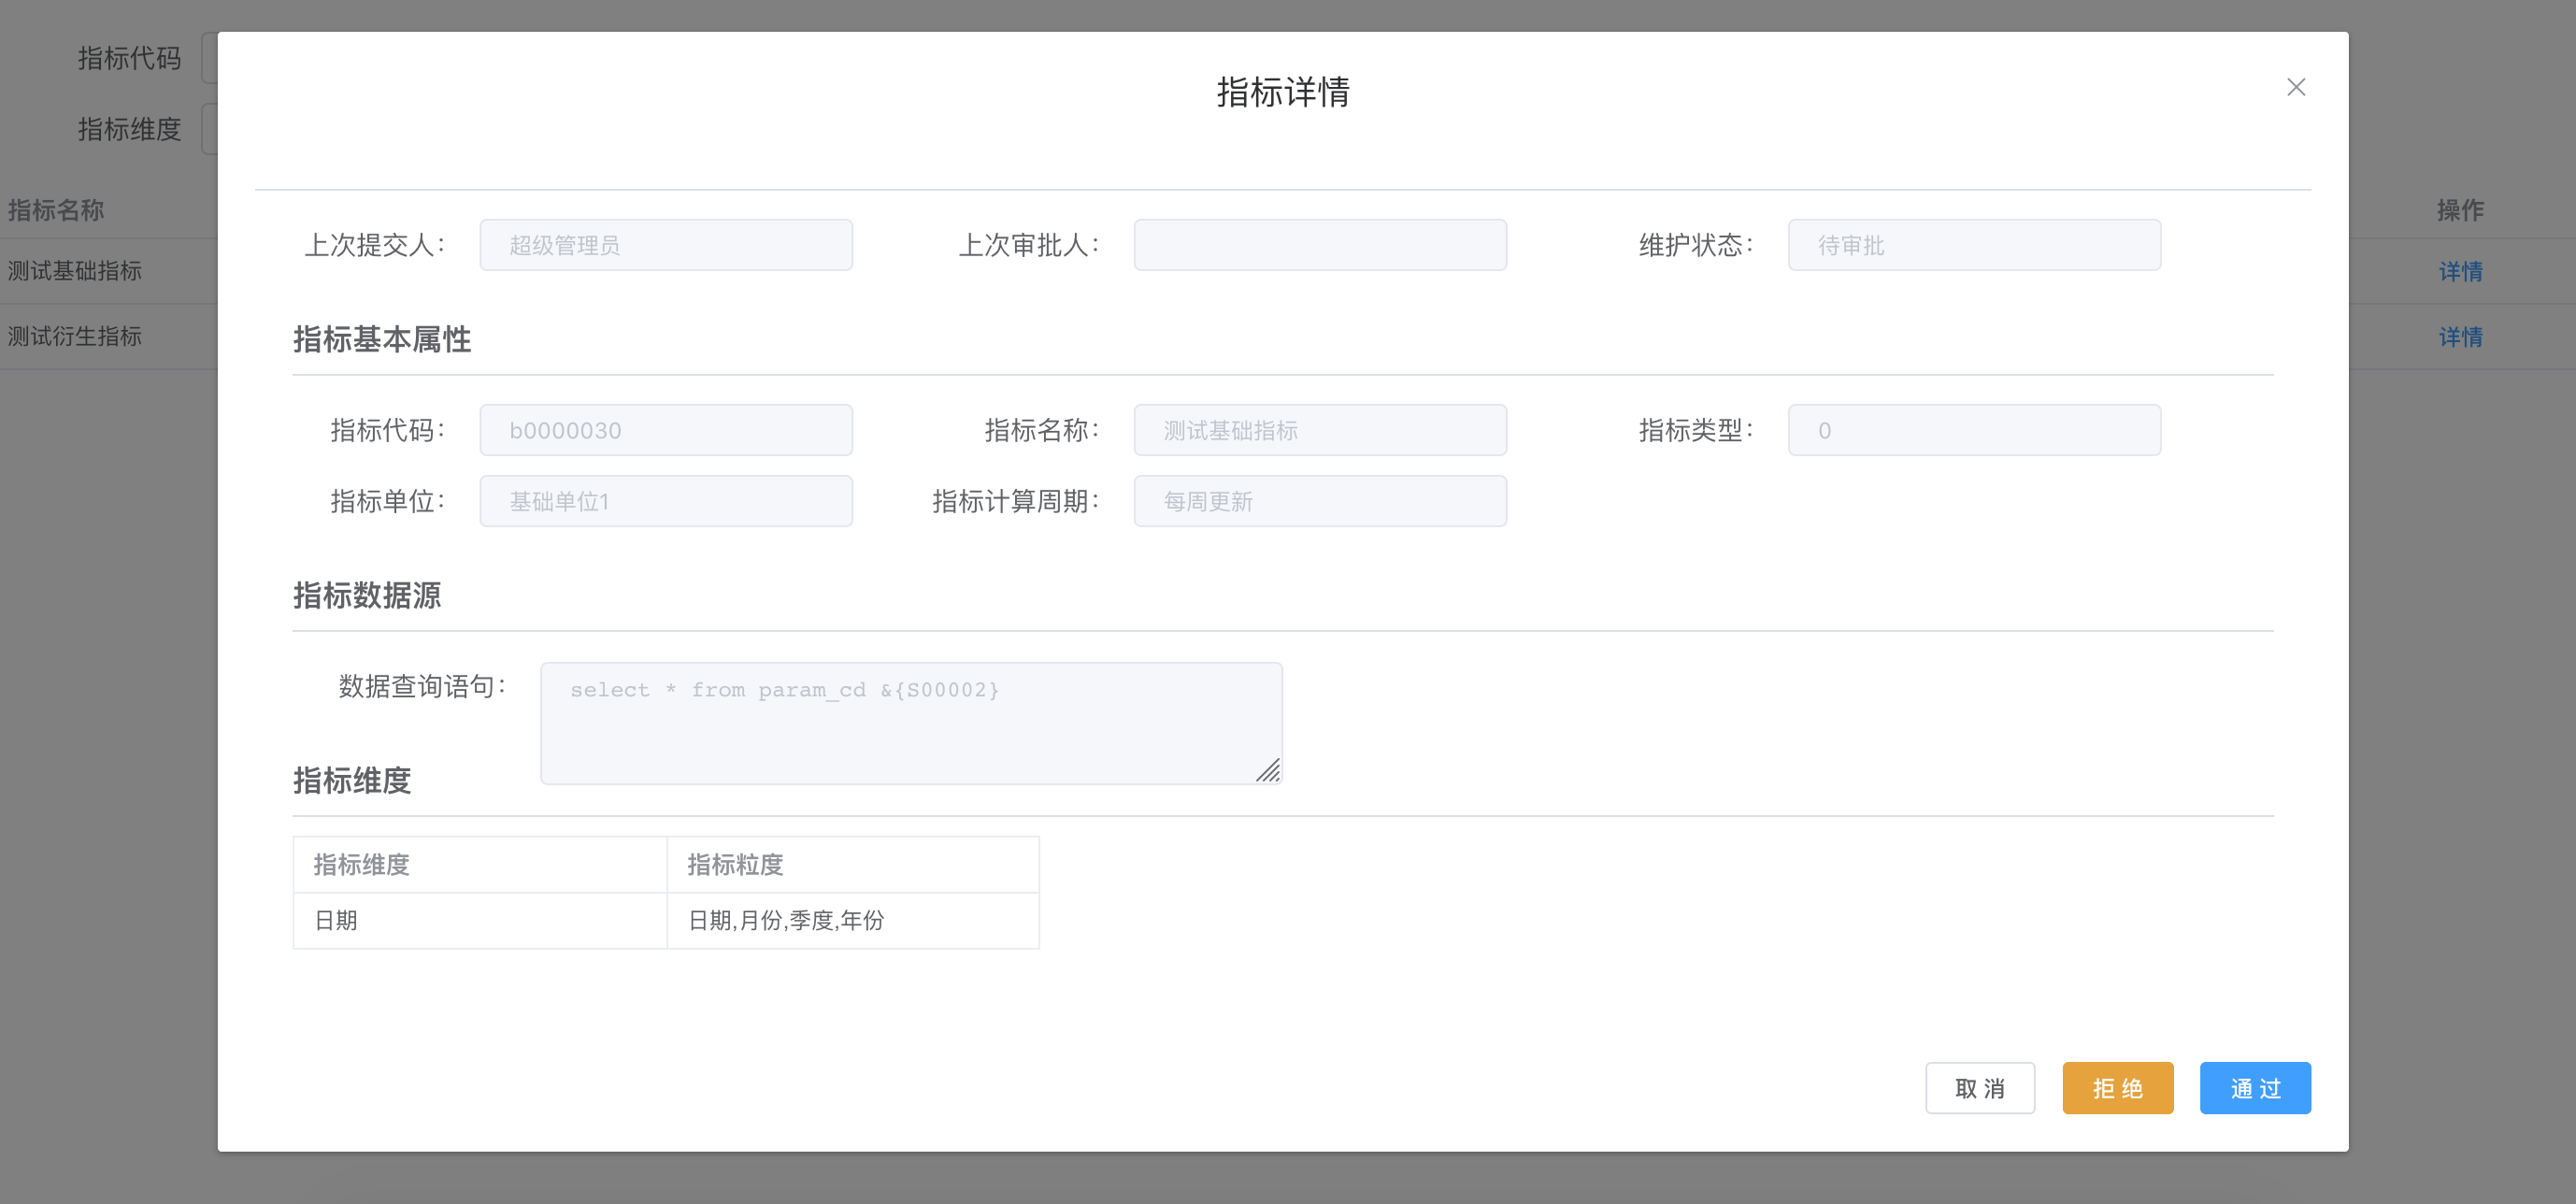 指标详情
指标代码
指标维度
指标名称 操作
测试基础指标 详情
测试衍生指标 详情
上次提交人： 超级管理员 上次审批人： 维护状态： 待审批
指标基本属性
指标代码： b0000030 指标名称： 测试基础指标 指标类型： 0
指标单位： 基础单位1 指标计算周期： 每周更新
指标数据源
数据查询语句： select * from param_cd &{S00002}
指标维度
指标维度 指标粒度
日期 日期,月份,季度,年份
取消 拒绝 通过